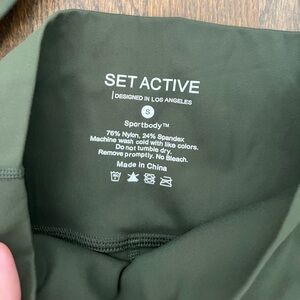 SET ACTIVE
DESIGNED IN LOS ANGELES
S
Sportbody™
76% Nylon, 24% Spandex
Machine wash cold with like colors.
Do not tumble dry.
Remove promptly. No Bleach.
Made in China